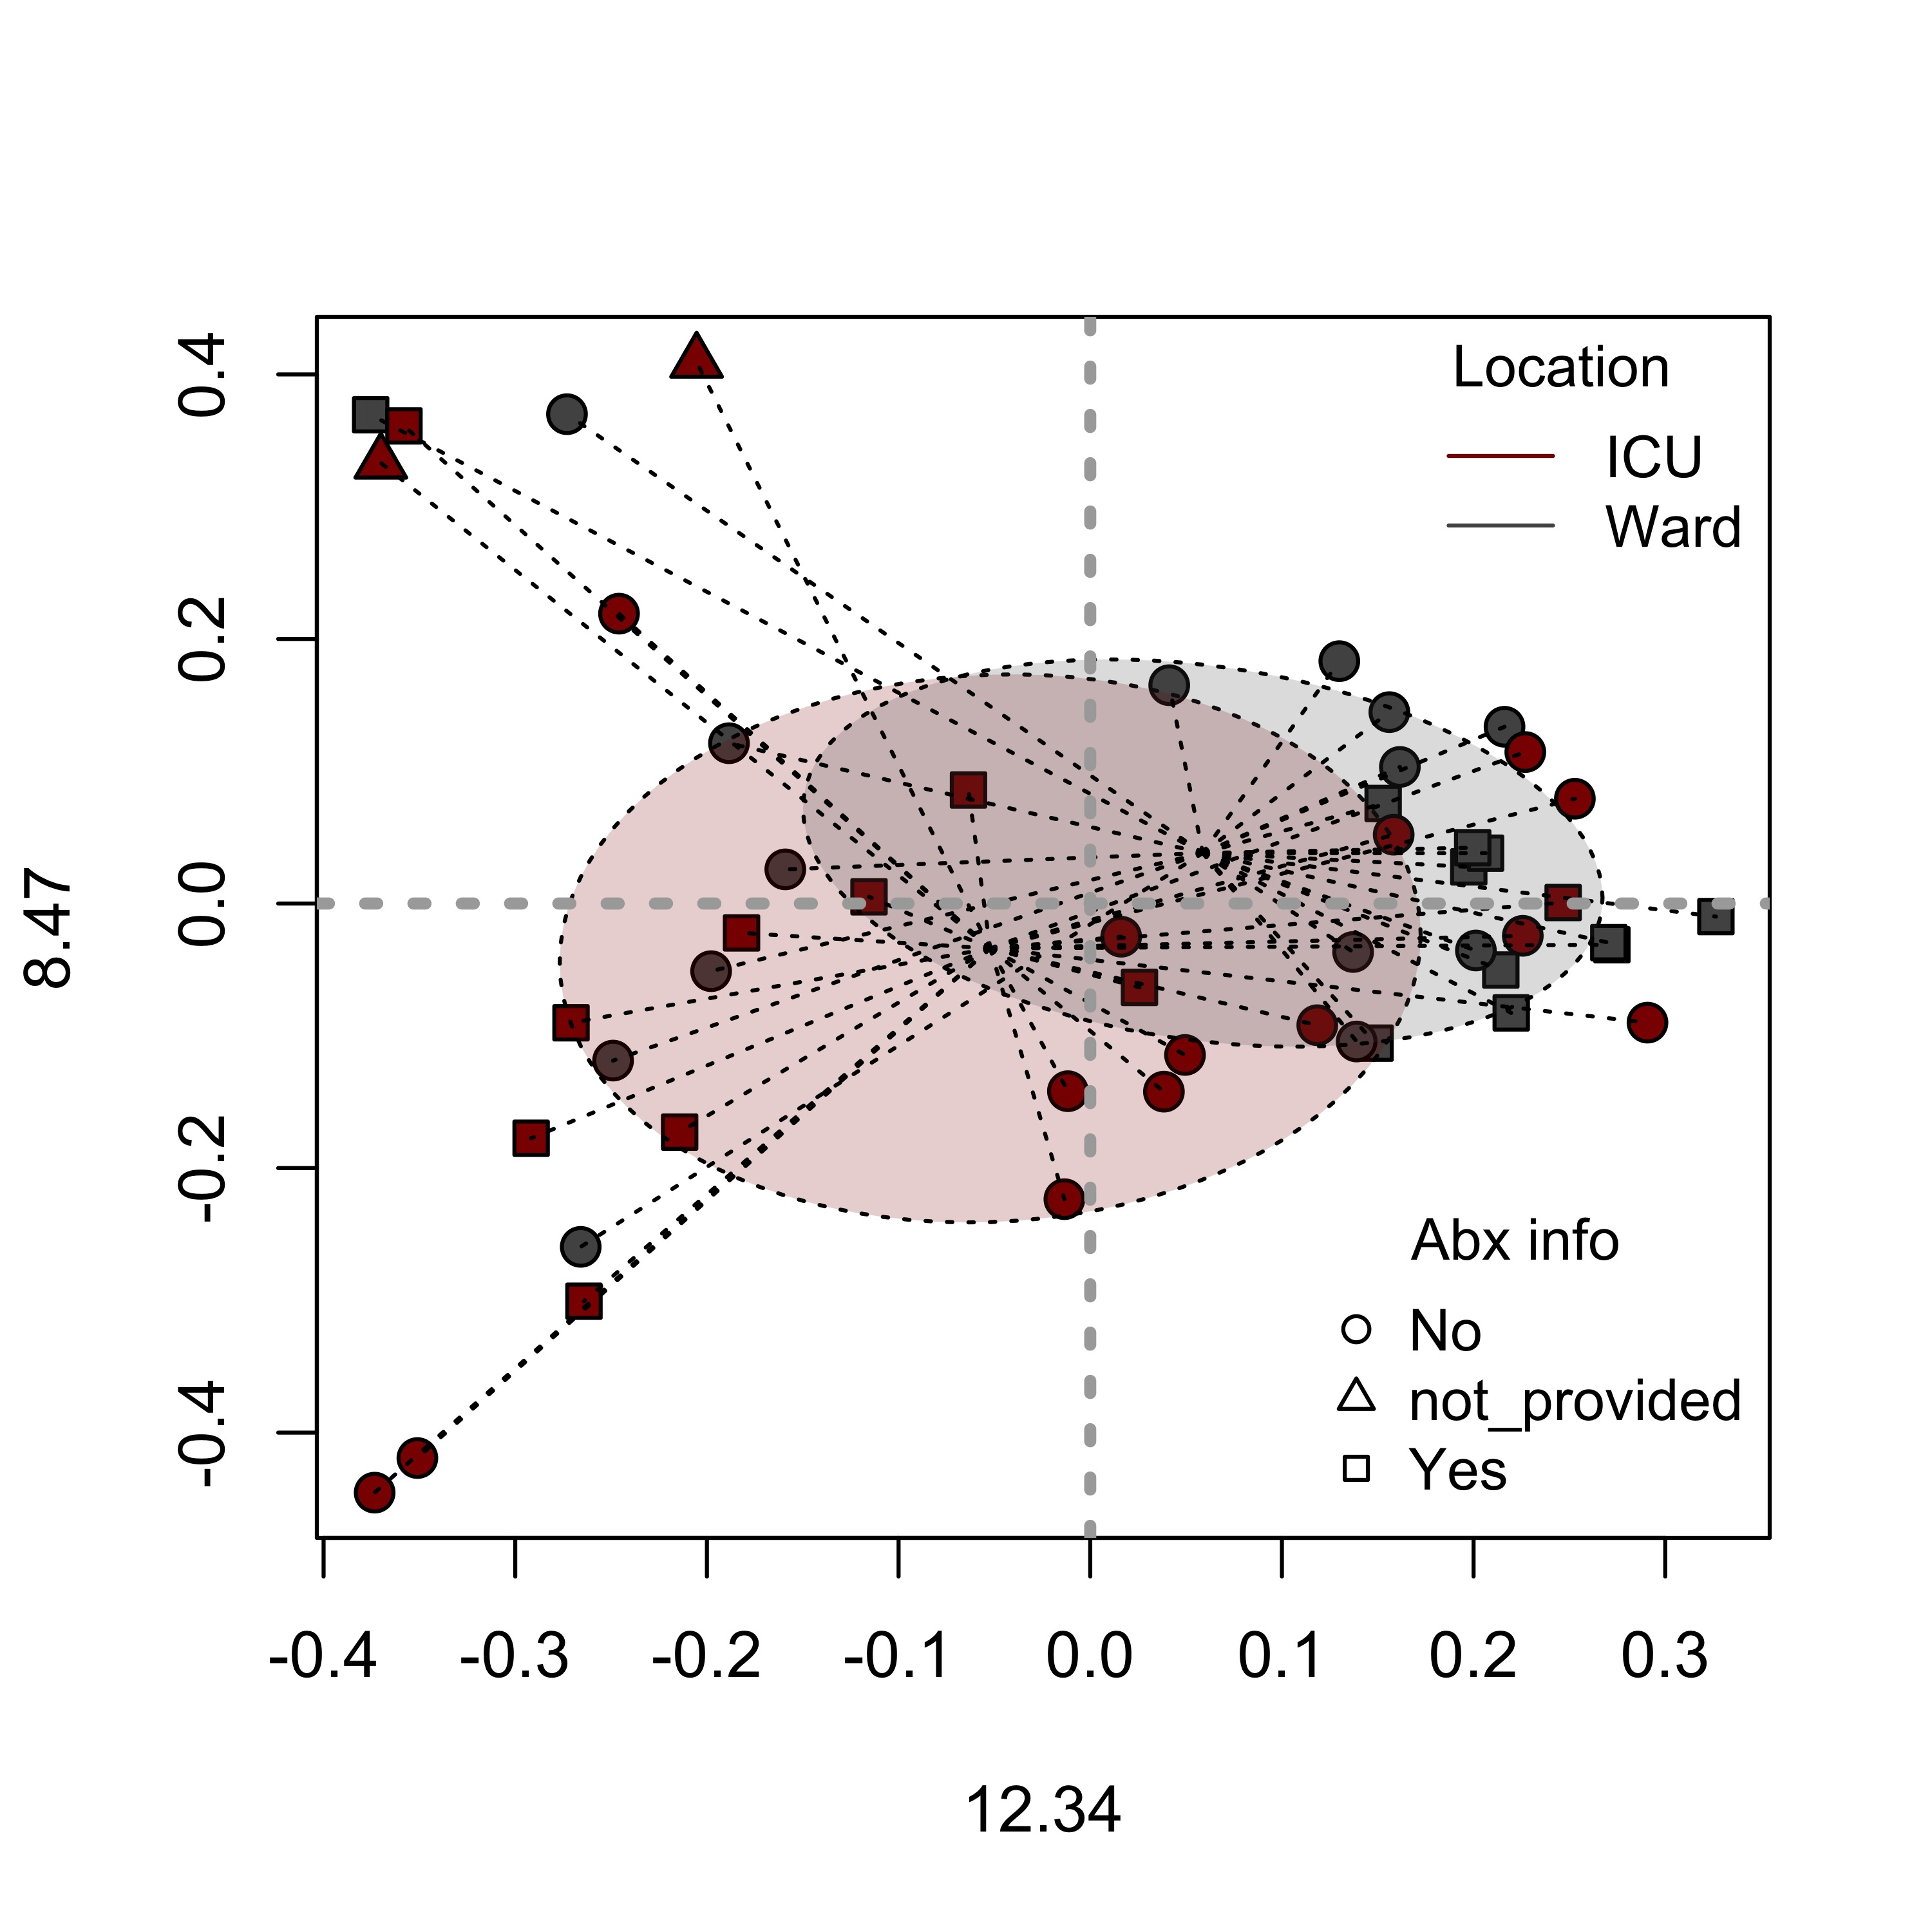 Location
ICU
Ward
0.4
0.2
0.0
-0.2
-0.4
8.47
Abx info
No
not_provided
Yes
-0.4 -0.3 -0.2 -0.1 0.0 0.1 0.2 0.3
12.34